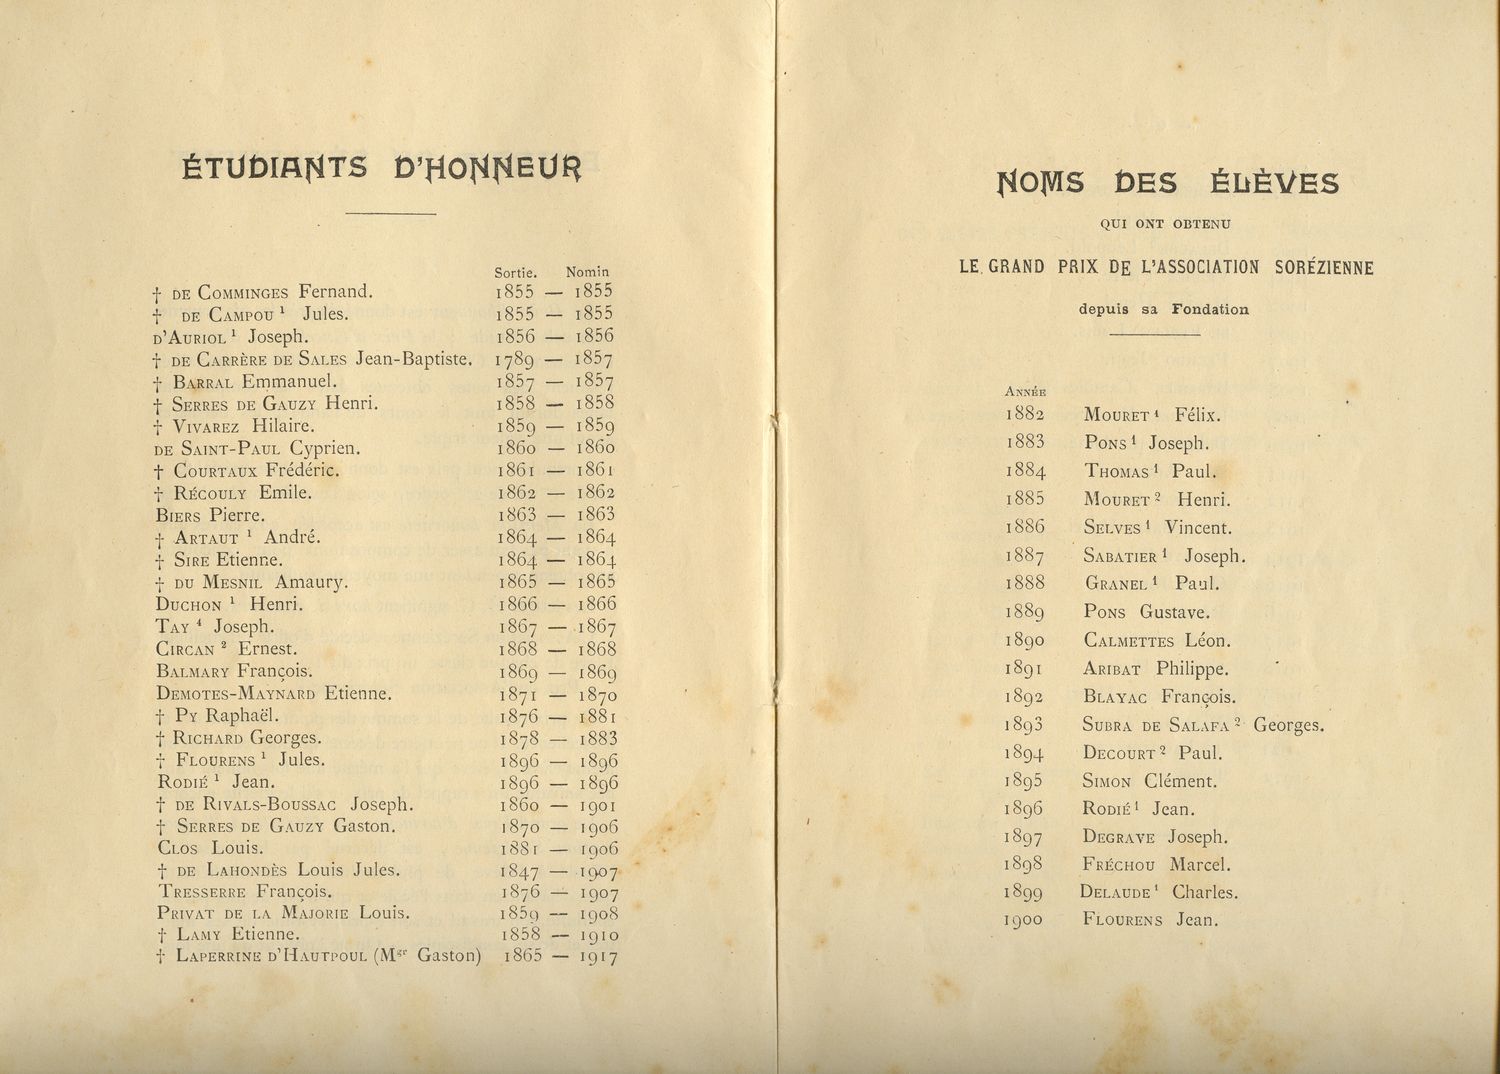 ÉTUDIANTS D'HONNEUR
Sortie. Nomin
† DE COMMINGES Fernand. 1855 — 1855
† DE CAMPOU ¹ Jules. 1855 — 1855
D'AURIOL ¹ Joseph. 1856 — 1856
† DE CARRÈRE DE SALES Jean-Baptiste. 1789 — 1857
† BARRAL Emmanuel. 1857 — 1857
† SERRES DE GAUZY Henri. 1858 — 1858
† VIVAREZ Hilaire. 1859 — 1859
DE SAINT-PAUL Cyprien. 1860 — 1860
† COURTAUX Frédéric. 1861 — 1861
† RÉCOULY Emile. 1862 — 1862
BIERS Pierre. 1863 — 1863
† ARTAUT ¹ André. 1864 — 1864
† SIRE Etienne. 1864 — 1864
† DU MESNIL Amaury. 1865 — 1865
DUCHON ¹ Henri. 1866 — 1866
TAY ⁴ Joseph. 1867 — 1867
CIRCAN ² Ernest. 1868 — 1868
BALMARY François. 1869 — 1869
DEMOTES-MAYNARD Etienne. 1871 — 1870
† PY Raphaël. 1876 — 1881
† RICHARD Georges. 1878 — 1883
† FLOURENS ¹ Jules. 1896 — 1896
RODIÉ ¹ Jean. 1896 — 1896
† DE RIVALS-BOUSSAC Joseph. 1860 — 1901
† SERRES DE GAUZY Gaston. 1870 — 1906
CLOS Louis. 1881 — 1906
† DE LAHONDÈS Louis Jules. 1847 — 1907
TRESSERRE François. 1876 — 1907
PRIVAT DE LA MAJORIE Louis. 1859 — 1908
† LAMY Etienne. 1858 — 1910
† LAPERRINE D'HAUTPOUL (Mgr Gaston) 1865 — 1917
NOMS DES ÉLÈVES
QUI ONT OBTENU
LE GRAND PRIX DE L'ASSOCIATION SORÉZIENNE
depuis sa Fondation
ANNÉE
1882 MOURET ¹ Félix.
1883 PONS ¹ Joseph.
1884 THOMAS ¹ Paul.
1885 MOURET ² Henri.
1886 SELVES ¹ Vincent.
1887 SABATIER ¹ Joseph.
1888 GRANEL ¹ Paul.
1889 PONS Gustave.
1890 CALMETTES Léon.
1891 ARIBAT Philippe.
1892 BLAYAC François.
1893 SUBRA DE SALAFA ² Georges.
1894 DECOURT ² Paul.
1895 SIMON Clément.
1896 RODIÉ ¹ Jean.
1897 DEGRAVE Joseph.
1898 FRÉCHOU Marcel.
1899 DELAUDE ¹ Charles.
1900 FLOURENS Jean.